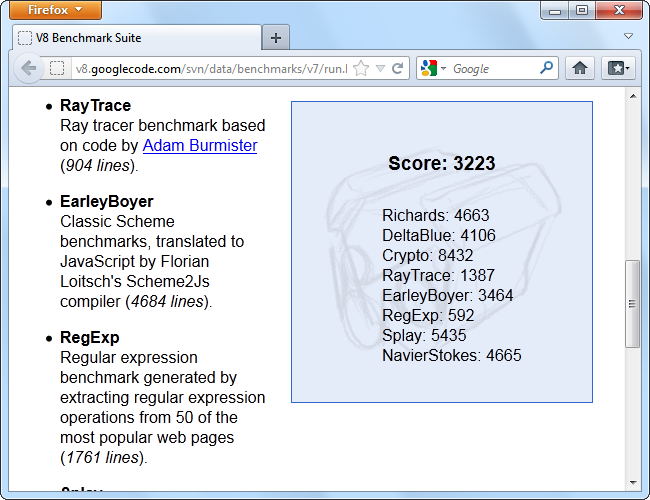 Firefox
V8 Benchmark Suite
v8.googlecode.com/svn/data/benchmarks/v7/run.l
Google
RayTrace
Ray tracer benchmark based
on code by Adam Burmister
(904 lines).
EarleyBoyer
Classic Scheme
benchmarks, translated to
JavaScript by Florian
Loitsch's Scheme2Js
compiler (4684 lines).
RegExp
Regular expression
benchmark generated by
extracting regular expression
operations from 50 of the
most popular web pages
(1761 lines).
Score: 3223
Richards: 4663
DeltaBlue: 4106
Crypto: 8432
RayTrace: 1387
EarleyBoyer: 3464
RegExp: 592
Splay: 5435
NavierStokes: 4665